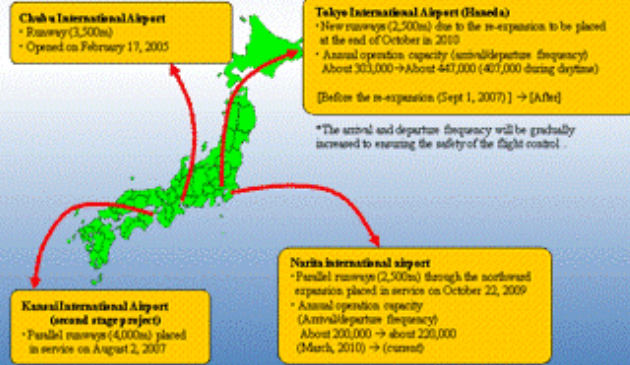 Chubu International Airport
· Runway (3,500m)
· Opened on February 17, 2005
Tokyo International Airport (Haneda)
· New runways (2,500m) due to the re-expansion to be placed
at the end of October in 2010
· Annual operation capacity (arrival/departure frequency)
About 303,000→About 447,000 (407,000 during daytime)
[Before the re-expansion (Sept 1, 2007) ] → [After]
*The arrival and departure frequency will be gradually
increased to ensuring the safety of the flight control .
Narita international airport
· Parallel runways (2,500m) through the northward
expansion placed in service on October 22, 2009
· Annual operation capacity
(Arrival/departure frequency)
About 200,000 → about 220,000
(March, 2010) → (current)
Kansai International Airport
(second stage project)
· Parallel runways (4,000m) placed
in service on August 2, 2007